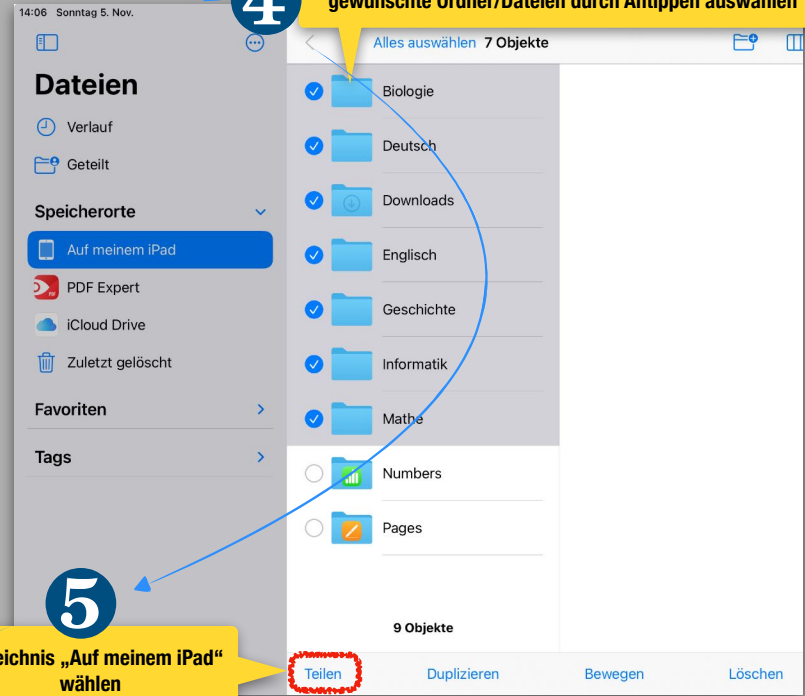 4
gewünschte Ordner/Dateien durch Antippen auswählen
14:06 Sonntag 5. Nov.
Dateien
Verlauf
Geteilt
Speicherorte
Auf meinem iPad
PDF Expert
iCloud Drive
Zuletzt gelöscht
Favoriten
Tags
Alles auswählen 7 Objekte
Biologie
Deutsch
Downloads
Englisch
Geschichte
Informatik
Mathe
Numbers
Pages
9 Objekte
5
„Auf meinem iPad“
wählen
Teilen Duplizieren Bewegen Löschen